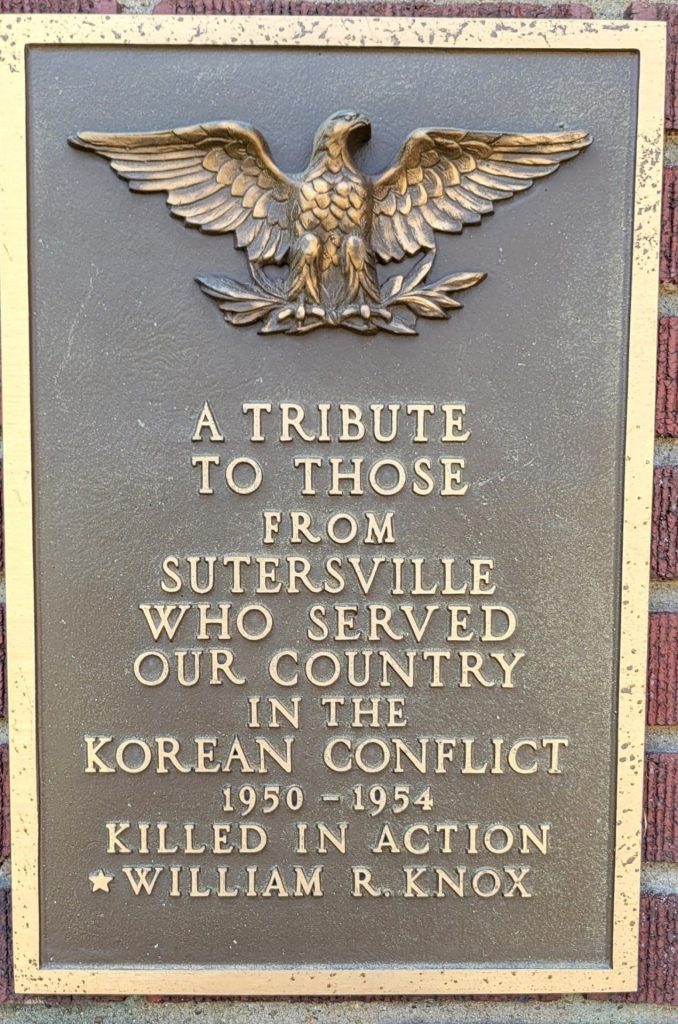 A TRIBUTE
TO THOSE
FROM
SUTERSVILLE
WHO SERVED
OUR COUNTRY
IN THE
KOREAN CONFLICT
1950 - 1954
KILLED IN ACTION
★WILLIAM R. KNOX